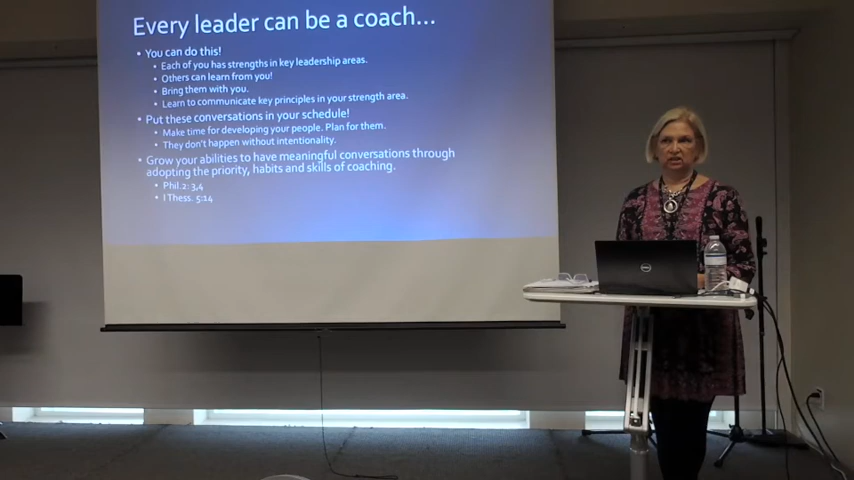 Every leader can be a coach...
• You can do this!
• Each of you has strengths in key leadership areas.
• Others can learn from you!
• Bring them with you.
• Learn to communicate key principles in your strength area.
• Put these conversations in your schedule!
• Make time for developing your people. Plan for them.
• They don't happen without intentionality.
• Grow your abilities to have meaningful conversations through
adopting the priority, habits and skills of coaching.
• Phil.2: 3,4
• I Thess. 5:14
DELL